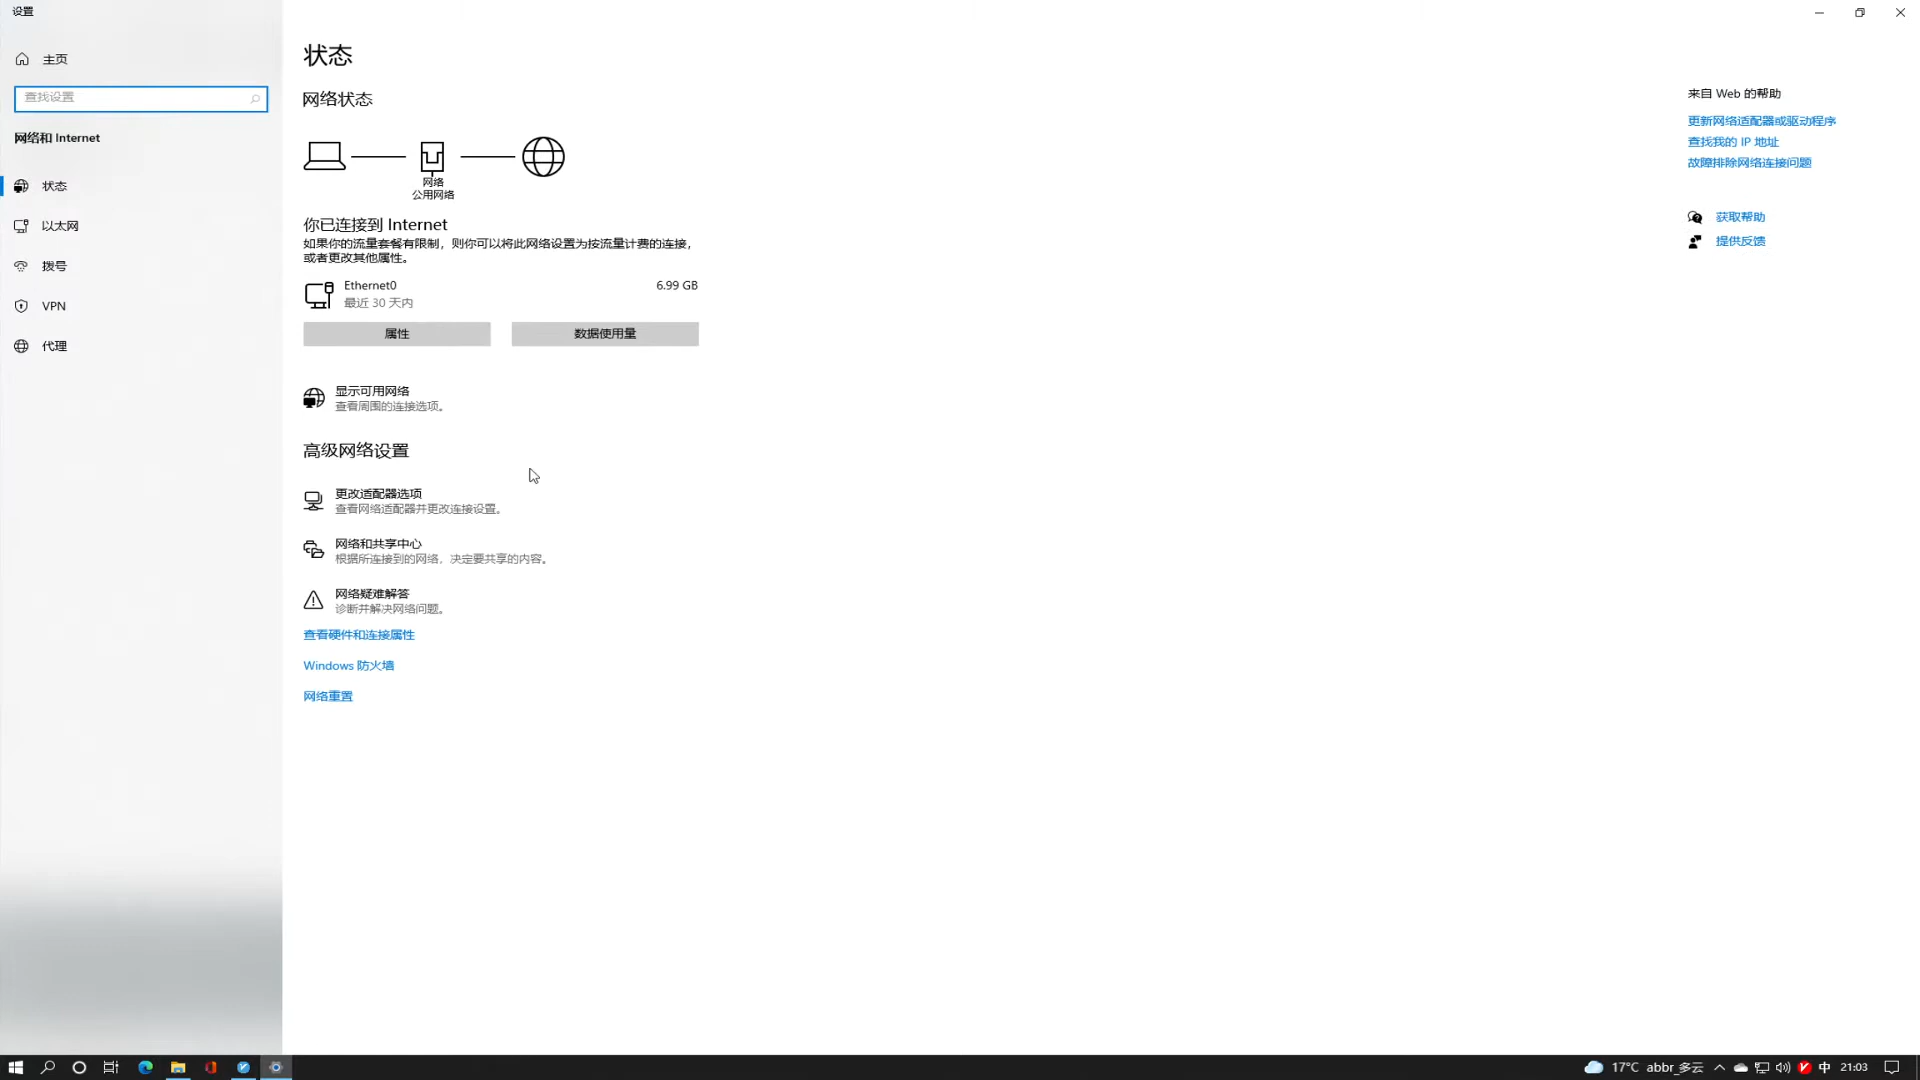 设置
主页
查找设置
网络和 Internet
状态
以太网
拨号
VPN
代理
状态
网络状态
网络
公用网络
你已连接到 Internet
如果你的流量套餐有限制，则你可以将此网络设置为按流量计费的连接，
或者更改其他属性。
Ethernet0
6.99 GB
最近 30 天内
属性
数据使用量
显示可用网络
查看周围的连接选项。
高级网络设置
更改适配器选项
查看网络适配器并更改连接设置。
网络和共享中心
根据所连接到的网络，决定要共享的内容。
网络疑难解答
诊断并解决网络问题。
查看硬件和连接属性
Windows 防火墙
网络重置
来自 Web 的帮助
更新网络适配器或驱动程序
查找我的 IP 地址
故障排除网络连接问题
获取帮助
提供反馈
17°C abbr_多云
中
21:03